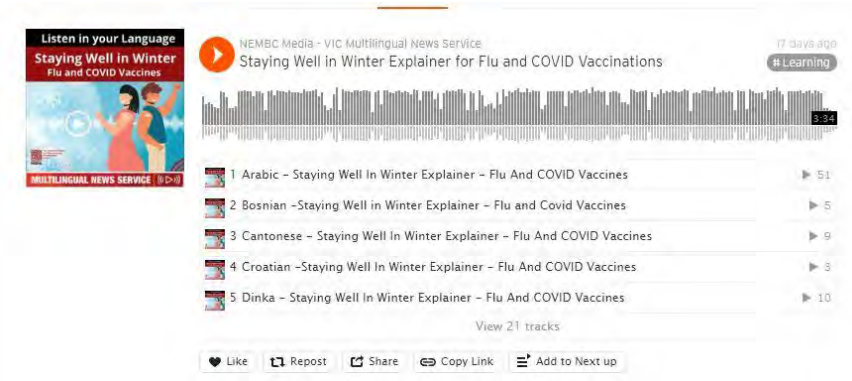 Listen in your Language
Staying Well in Winter
Flu and COVID Vaccines
MULTILINGUAL NEWS SERVICE
NEMBC Media - VIC Multilingual News Service
17 days ago
Staying Well in Winter Explainer for Flu and COVID Vaccinations
# Learning
3:34
1 Arabic – Staying Well In Winter Explainer – Flu And COVID Vaccines 51
2 Bosnian –Staying Well in Winter Explainer – Flu and Covid Vaccines 5
3 Cantonese – Staying Well In Winter Explainer – Flu And COVID Vaccines 9
4 Croatian –Staying Well In Winter Explainer – Flu And COVID Vaccines 3
5 Dinka – Staying Well In Winter Explainer – Flu And COVID Vaccines 10
View 21 tracks
Like Repost Share Copy Link Add to Next up